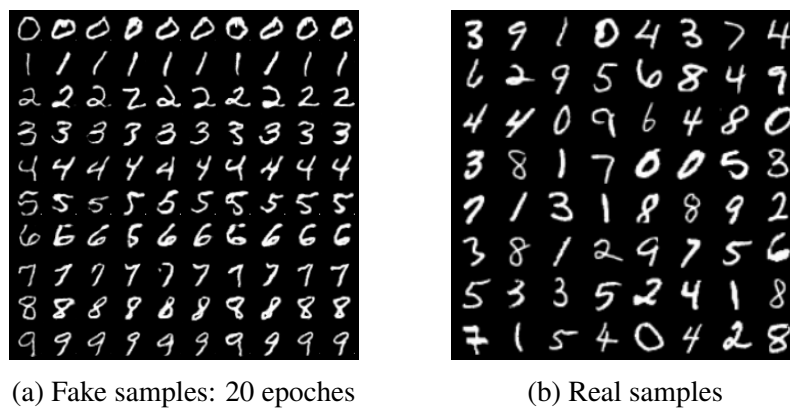 0 0 0 0 0 0 0 0 0 0
1 1 1 1 1 1 1 1 1 1
2 2 2 2 2 2 2 2 2 2
3 3 3 3 3 3 3 3 3 3
4 4 4 4 4 4 4 4 4 4
5 5 5 5 5 5 5 5 5 5
6 6 6 6 6 6 6 6 6 6
7 7 7 7 7 7 7 7 7 7
8 8 8 8 8 8 8 8 8 8
9 9 9 9 9 9 9 9 9 9
(a) Fake samples: 20 epoches
3 9 1 0 4 3 7 4
6 2 9 5 6 8 4 9
4 4 0 9 6 4 8 0
3 8 1 7 0 0 5 3
7 1 3 1 8 8 9 2
3 8 1 2 9 7 5 6
5 3 3 5 2 4 1 8
7 1 5 4 0 4 2 8
(b) Real samples